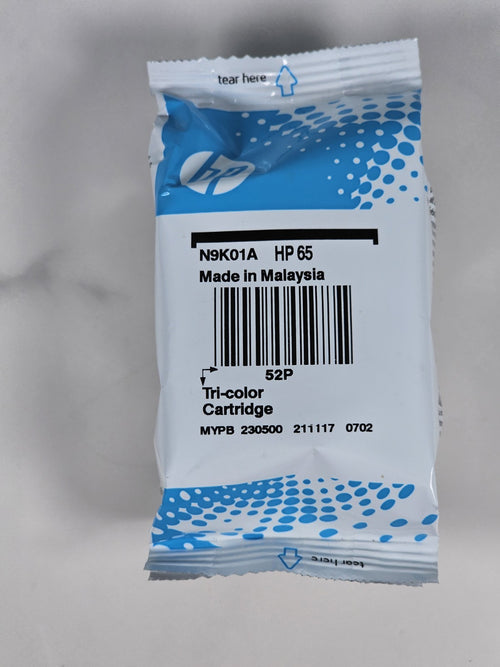 tear here
hp
N9K01A HP 65
Made in Malaysia
52P
Tri-color
Cartridge
MYPB 230500 211117 0702
tear here